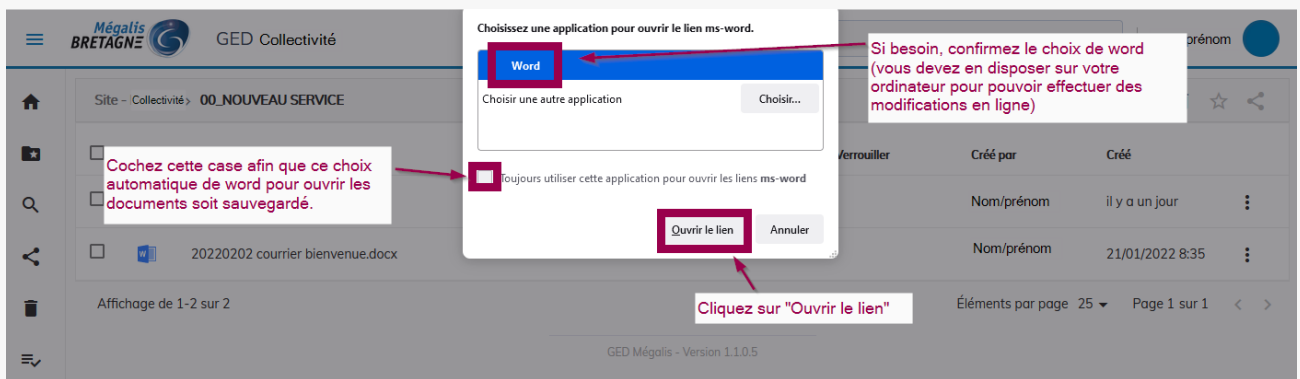 Mégalis
BRETAGNE
GED Collectivité
prénom
Choisissez une application pour ouvrir le lien ms-word.
Word
Choisir une autre application
Choisir...
Toujours utiliser cette application pour ouvrir les liens ms-word
Ouvrir le lien
Annuler
Si besoin, confirmez le choix de word
(vous devez en disposer sur votre
ordinateur pour pouvoir effectuer des
modifications en ligne)
Site - Collectivité > 00_NOUVEAU SERVICE
Cochez cette case afin que ce choix
automatique de word pour ouvrir les
documents soit sauvegardé.
Verrouiller
Créé par
Créé
Nom/prénom
il y a un jour
20220202 courrier bienvenue.docx
Nom/prénom
21/01/2022 8:35
Affichage de 1-2 sur 2
Cliquez sur "Ouvrir le lien"
Éléments par page 25
Page 1 sur 1
GED Mégalis - Version 1.1.0.5